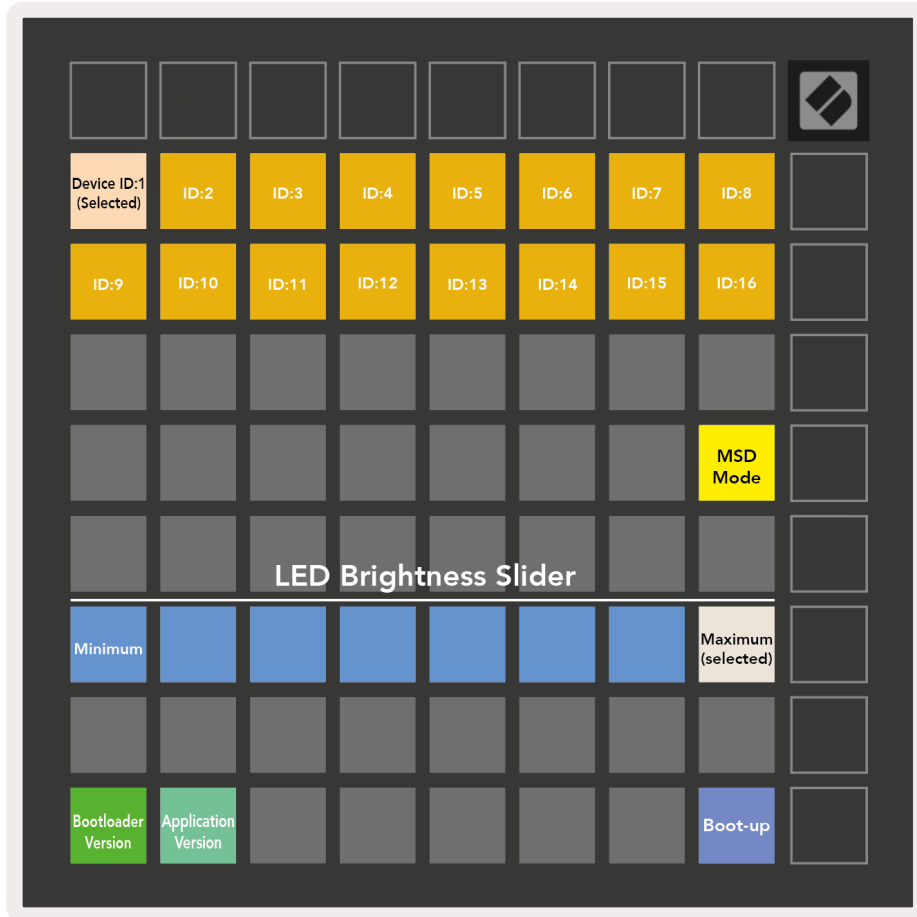 Device ID:1
(Selected)
ID:2
ID:3
ID:4
ID:5
ID:6
ID:7
ID:8
ID:9
ID:10
ID:11
ID:12
ID:13
ID:14
ID:15
ID:16
MSD
Mode
LED Brightness Slider
Minimum
Maximum
(selected)
Bootloader
Version
Application
Version
Boot-up